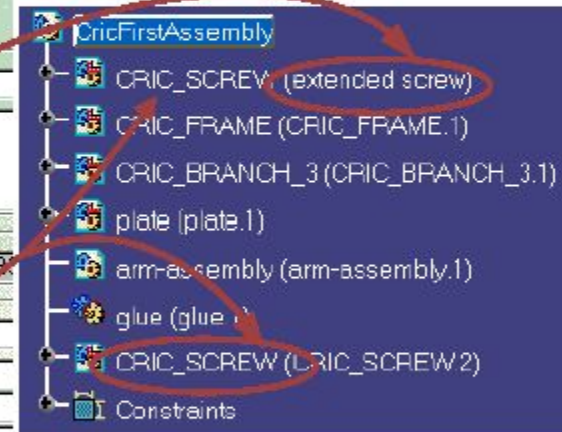 CricFirstAssembly
CRIC_SCREW (extended screw)
CRIC_FRAME (CRIC_FRAME.1)
CRIC_BRANCH_3 (CRIC_BRANCH_3.1)
plate (plate.1)
arm-assembly (arm-assembly.1)
glue (glue
CRIC_SCREW (CRIC_SCREW.2)
Constraints